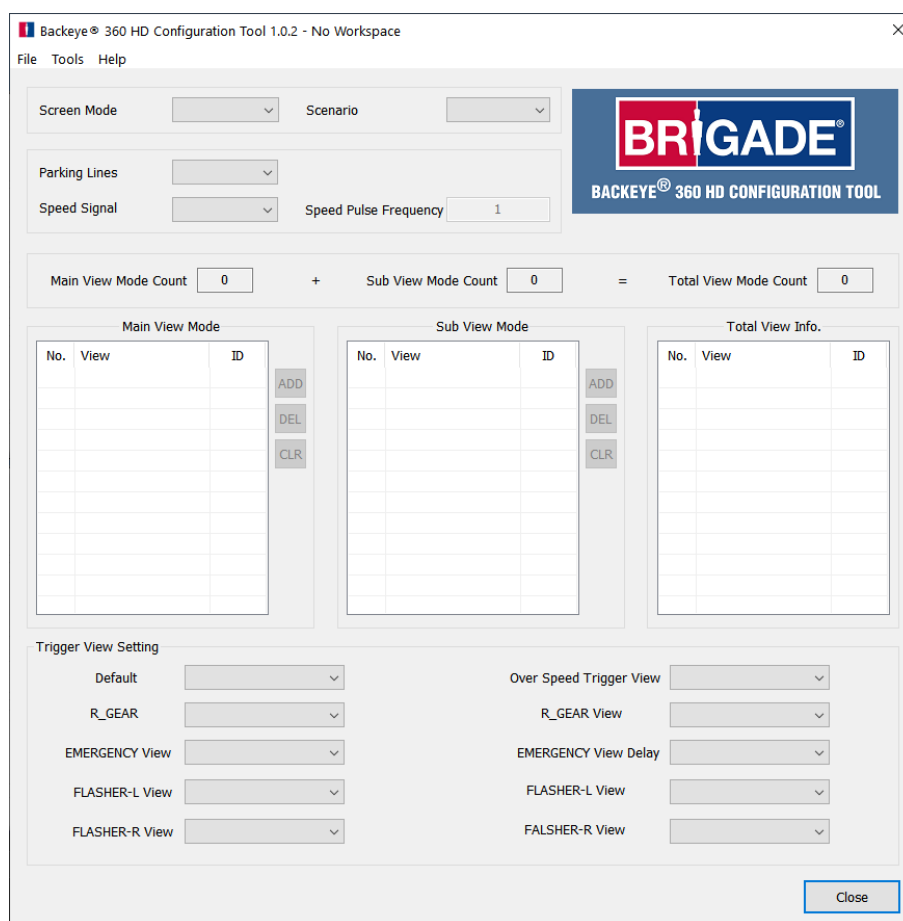 Backeye® 360 HD Configuration Tool 1.0.2 - No Workspace
File Tools Help
Screen Mode Scenario
BRIGADE®
BACKEYE® 360 HD CONFIGURATION TOOL
Parking Lines
Speed Signal Speed Pulse Frequency 1
Main View Mode Count 0 + Sub View Mode Count 0 = Total View Mode Count 0
Main View Mode Sub View Mode Total View Info.
No. View ID No. View ID No. View ID
ADD ADD
DEL DEL
CLR CLR
Trigger View Setting
Default Over Speed Trigger View
R_GEAR R_GEAR View
EMERGENCY View EMERGENCY View Delay
FLASHER-L View FLASHER-L View
FLASHER-R View FALSHER-R View
Close